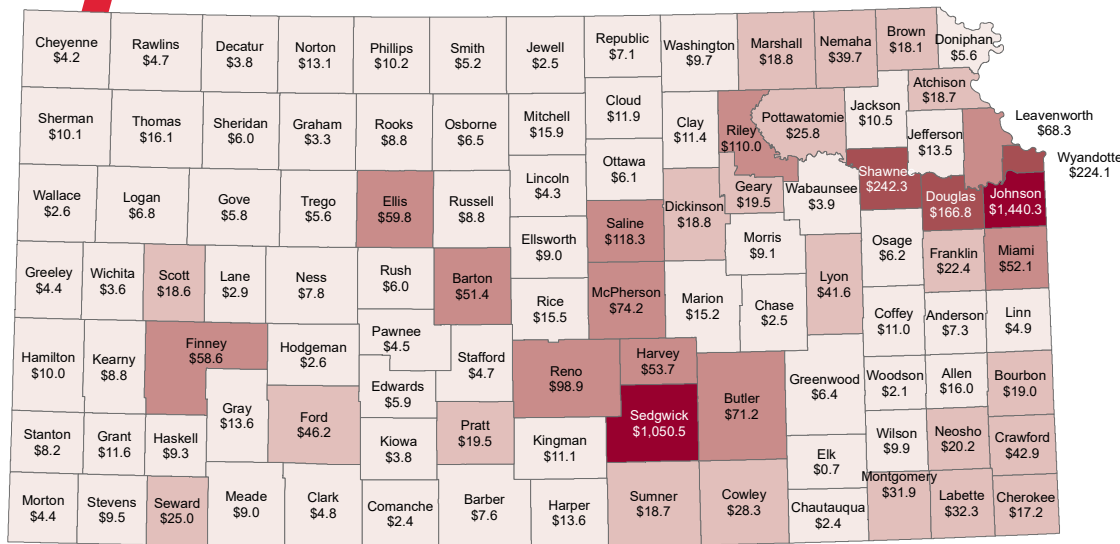 Cheyenne
$4.2
Rawlins
$4.7
Decatur
$3.8
Norton
$13.1
Phillips
$10.2
Smith
$5.2
Jewell
$2.5
Republic
$7.1
Washington
$9.7
Marshall
$18.8
Nemaha
$39.7
Brown
$18.1
Doniphan
$5.6
Atchison
$18.7
Sherman
$10.1
Thomas
$16.1
Sheridan
$6.0
Graham
$3.3
Rooks
$8.8
Osborne
$6.5
Mitchell
$15.9
Cloud
$11.9
Clay
$11.4
Riley
$110.0
Pottawatomie
$25.8
Jackson
$10.5
Jefferson
$13.5
Leavenworth
$68.3
Wyandotte
$224.1
Wallace
$2.6
Logan
$6.8
Gove
$5.8
Trego
$5.6
Ellis
$59.8
Russell
$8.8
Lincoln
$4.3
Ottawa
$6.1
Dickinson
$18.8
Geary
$19.5
Wabaunsee
$3.9
Shawnee
$242.3
Douglas
$166.8
Johnson
$1,440.3
Saline
$118.3
Ellsworth
$9.0
Morris
$9.1
Osage
$6.2
Franklin
$22.4
Miami
$52.1
Greeley
$4.4
Wichita
$3.6
Scott
$18.6
Lane
$2.9
Ness
$7.8
Rush
$6.0
Barton
$51.4
Rice
$15.5
McPherson
$74.2
Marion
$15.2
Chase
$2.5
Lyon
$41.6
Coffey
$11.0
Anderson
$7.3
Linn
$4.9
Hamilton
$10.0
Kearny
$8.8
Finney
$58.6
Hodgeman
$2.6
Pawnee
$4.5
Stafford
$4.7
Edwards
$5.9
Reno
$98.9
Harvey
$53.7
Butler
$71.2
Greenwood
$6.4
Woodson
$2.1
Allen
$16.0
Bourbon
$19.0
Gray
$13.6
Ford
$46.2
Sedgwick
$1,050.5
Stanton
$8.2
Grant
$11.6
Haskell
$9.3
Kiowa
$3.8
Pratt
$19.5
Kingman
$11.1
Elk
$0.7
Wilson
$9.9
Neosho
$20.2
Crawford
$42.9
Morton
$4.4
Stevens
$9.5
Seward
$25.0
Meade
$9.0
Clark
$4.8
Comanche
$2.4
Barber
$7.6
Harper
$13.6
Sumner
$18.7
Cowley
$28.3
Chautauqua
$2.4
Montgomery
$31.9
Labette
$32.3
Cherokee
$17.2